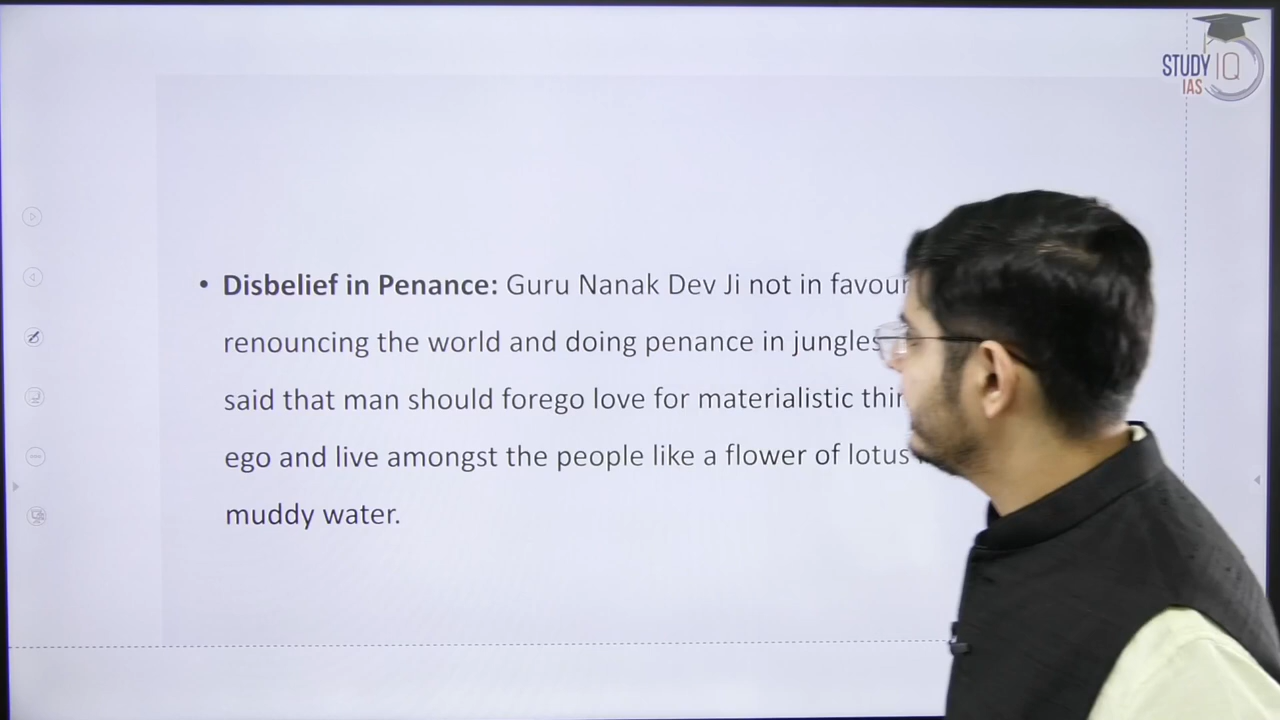 STUDY IQ
IAS
• Disbelief in Penance: Guru Nanak Dev Ji not in favour
renouncing the world and doing penance in jungles
said that man should forego love for materialistic
ego and live amongst the people like a flower of lotus
muddy water.